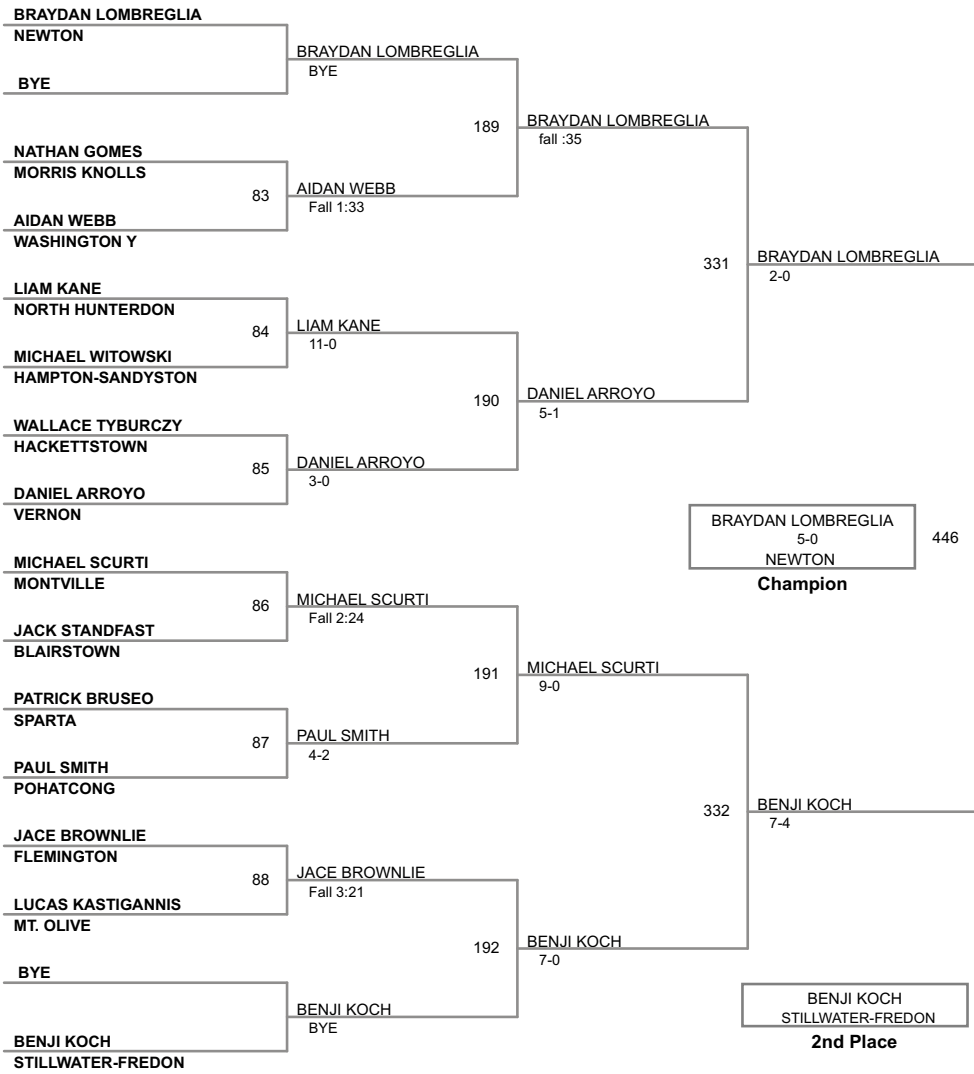 BRAYDAN LOMBREGLIA
NEWTON
BRAYDAN LOMBREGLIA
BYE
BYE
189
BRAYDAN LOMBREGLIA
fall :35
NATHAN GOMES
MORRIS KNOLLS
83
AIDAN WEBB
Fall 1:33
AIDAN WEBB
WASHINGTON Y
331
BRAYDAN LOMBREGLIA
2-0
LIAM KANE
NORTH HUNTERDON
84
LIAM KANE
11-0
MICHAEL WITOWSKI
HAMPTON-SANDYSTON
190
DANIEL ARROYO
5-1
WALLACE TYBURCZY
HACKETTSTOWN
85
DANIEL ARROYO
3-0
DANIEL ARROYO
VERNON
BRAYDAN LOMBREGLIA
5-0
NEWTON
446
Champion
MICHAEL SCURTI
MONTVILLE
86
MICHAEL SCURTI
Fall 2:24
JACK STANDFAST
BLAIRSTOWN
191
MICHAEL SCURTI
9-0
PATRICK BRUSEO
SPARTA
87
PAUL SMITH
4-2
PAUL SMITH
POHATCONG
332
BENJI KOCH
7-4
JACE BROWNLIE
FLEMINGTON
88
JACE BROWNLIE
Fall 3:21
LUCAS KASTIGANNIS
MT. OLIVE
192
BENJI KOCH
7-0
BYE
BENJI KOCH
BYE
BENJI KOCH
STILLWATER-FREDON
BENJI KOCH
STILLWATER-FREDON
2nd Place